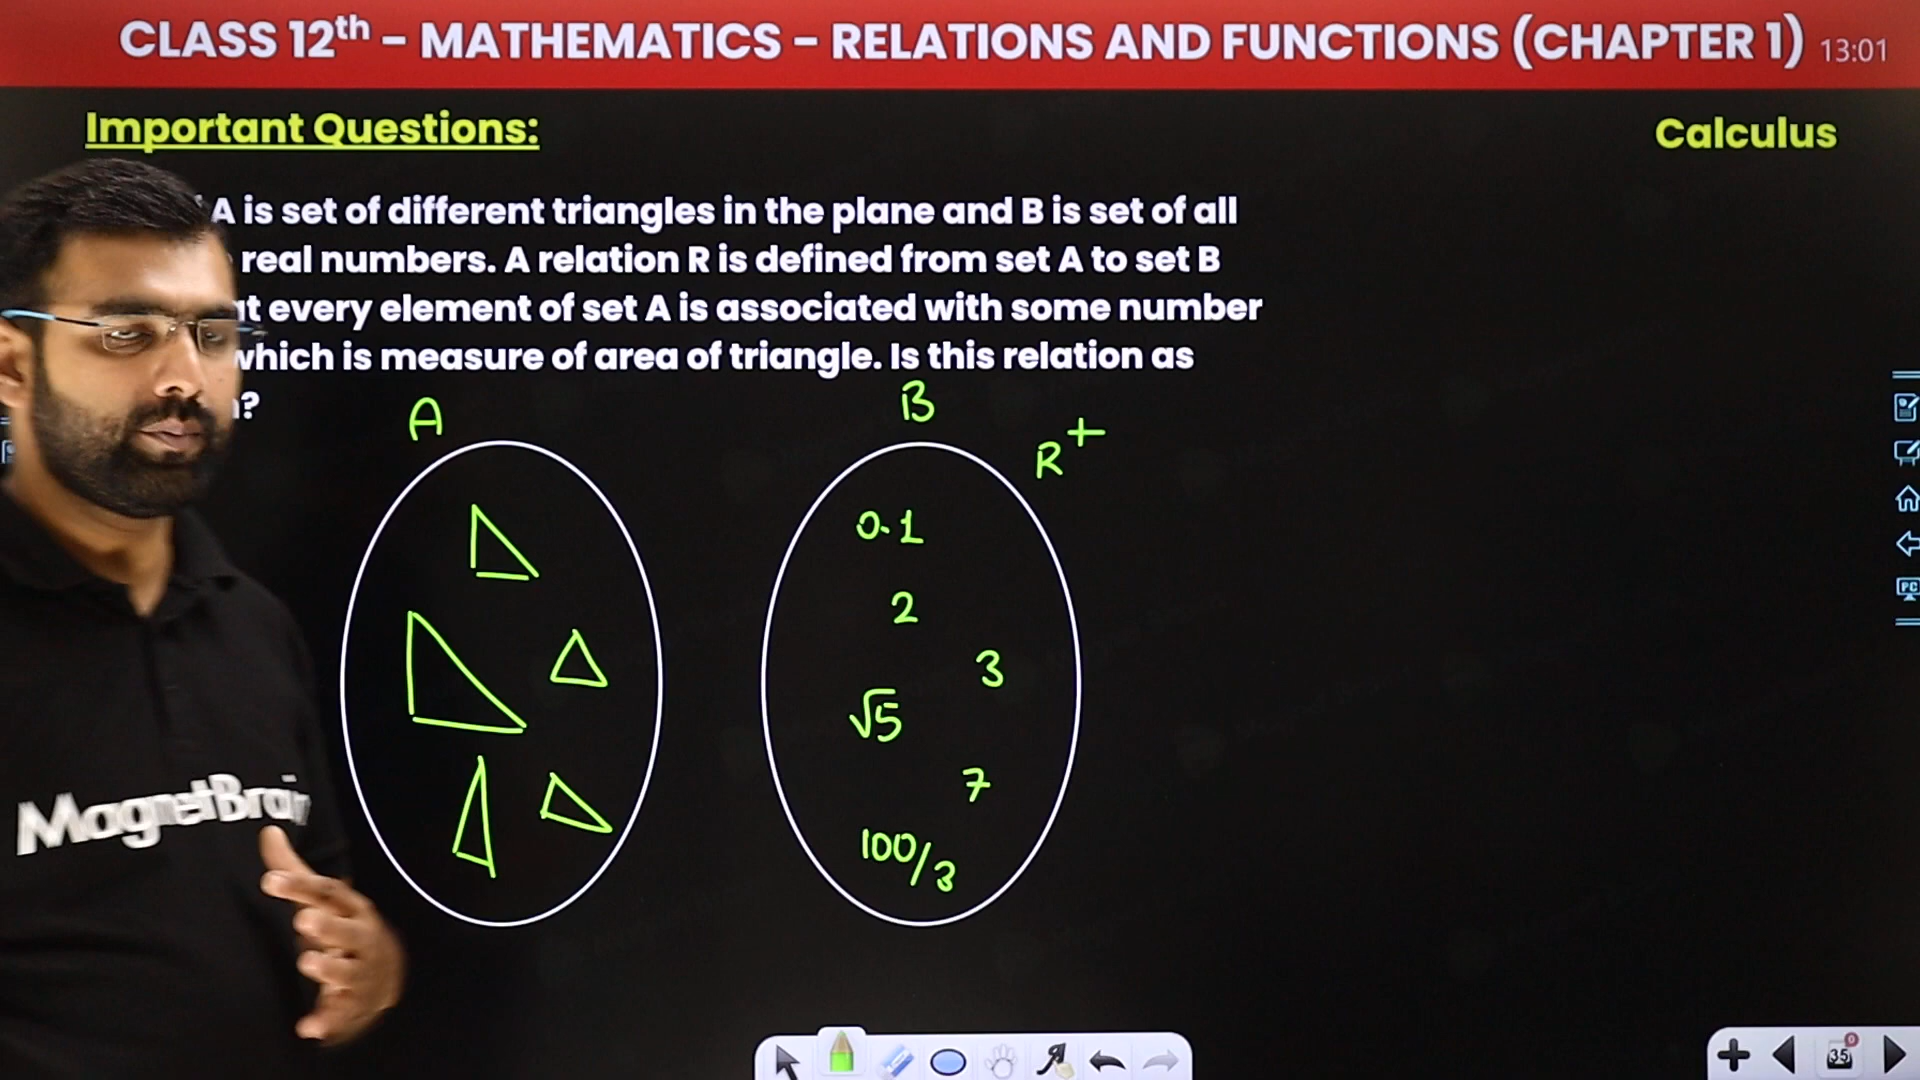 CLASS 12th - MATHEMATICS - RELATIONS AND FUNCTIONS (CHAPTER 1) 13:01
Important Questions:
Calculus
A is set of different triangles in the plane and B is set of all
real numbers. A relation R is defined from set A to set B
every element of set A is associated with some number
which is measure of area of triangle. Is this relation as
?
A
B
R+
0.1
2
3
√5
7
100/3
MagnetBrain
PC
35
0